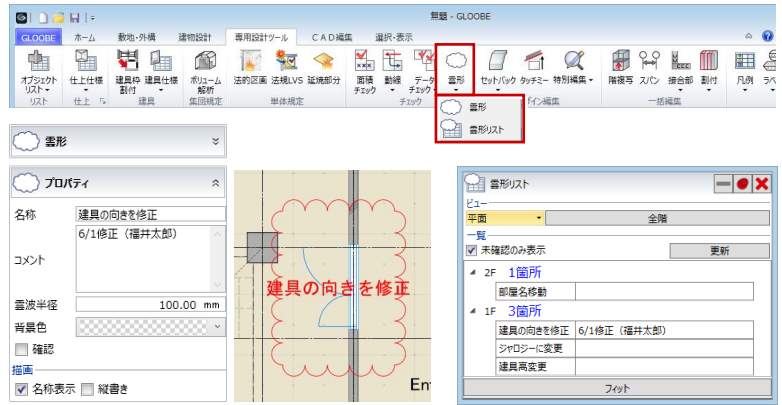 無題 - GLOOBE
GLOOBE ホーム 敷地・外構 建物設計 専用設計ツール CAD編集 選択・表示
オブジェクトリスト 仕上仕様 建具枠割付 建具仕様 ボリューム解析 法的区画 法規LVS 延焼部分 面積チェック 動線 データチェック 雲形 セットバック タッチミー 特別編集 階複写 スパン 接合部 割付 凡例
リスト 仕上 建具 集団規定 単体規定 チェック イン編集 一括編集
雲形
雲形リスト
雲形
プロパティ
名称 建具の向きを修正
コメント 6/1修正（福井太郎）
雲波半径 100.00 mm
背景色
確認
描画
名称表示 縦書き
建具の向きを修正
雲形リスト
ビュー
平面 全階
一覧
未確認のみ表示 更新
2F 1箇所
部屋名移動
1F 3箇所
建具の向きを修正 6/1修正（福井太郎）
ジャロジーに変更
建具高変更
フィット